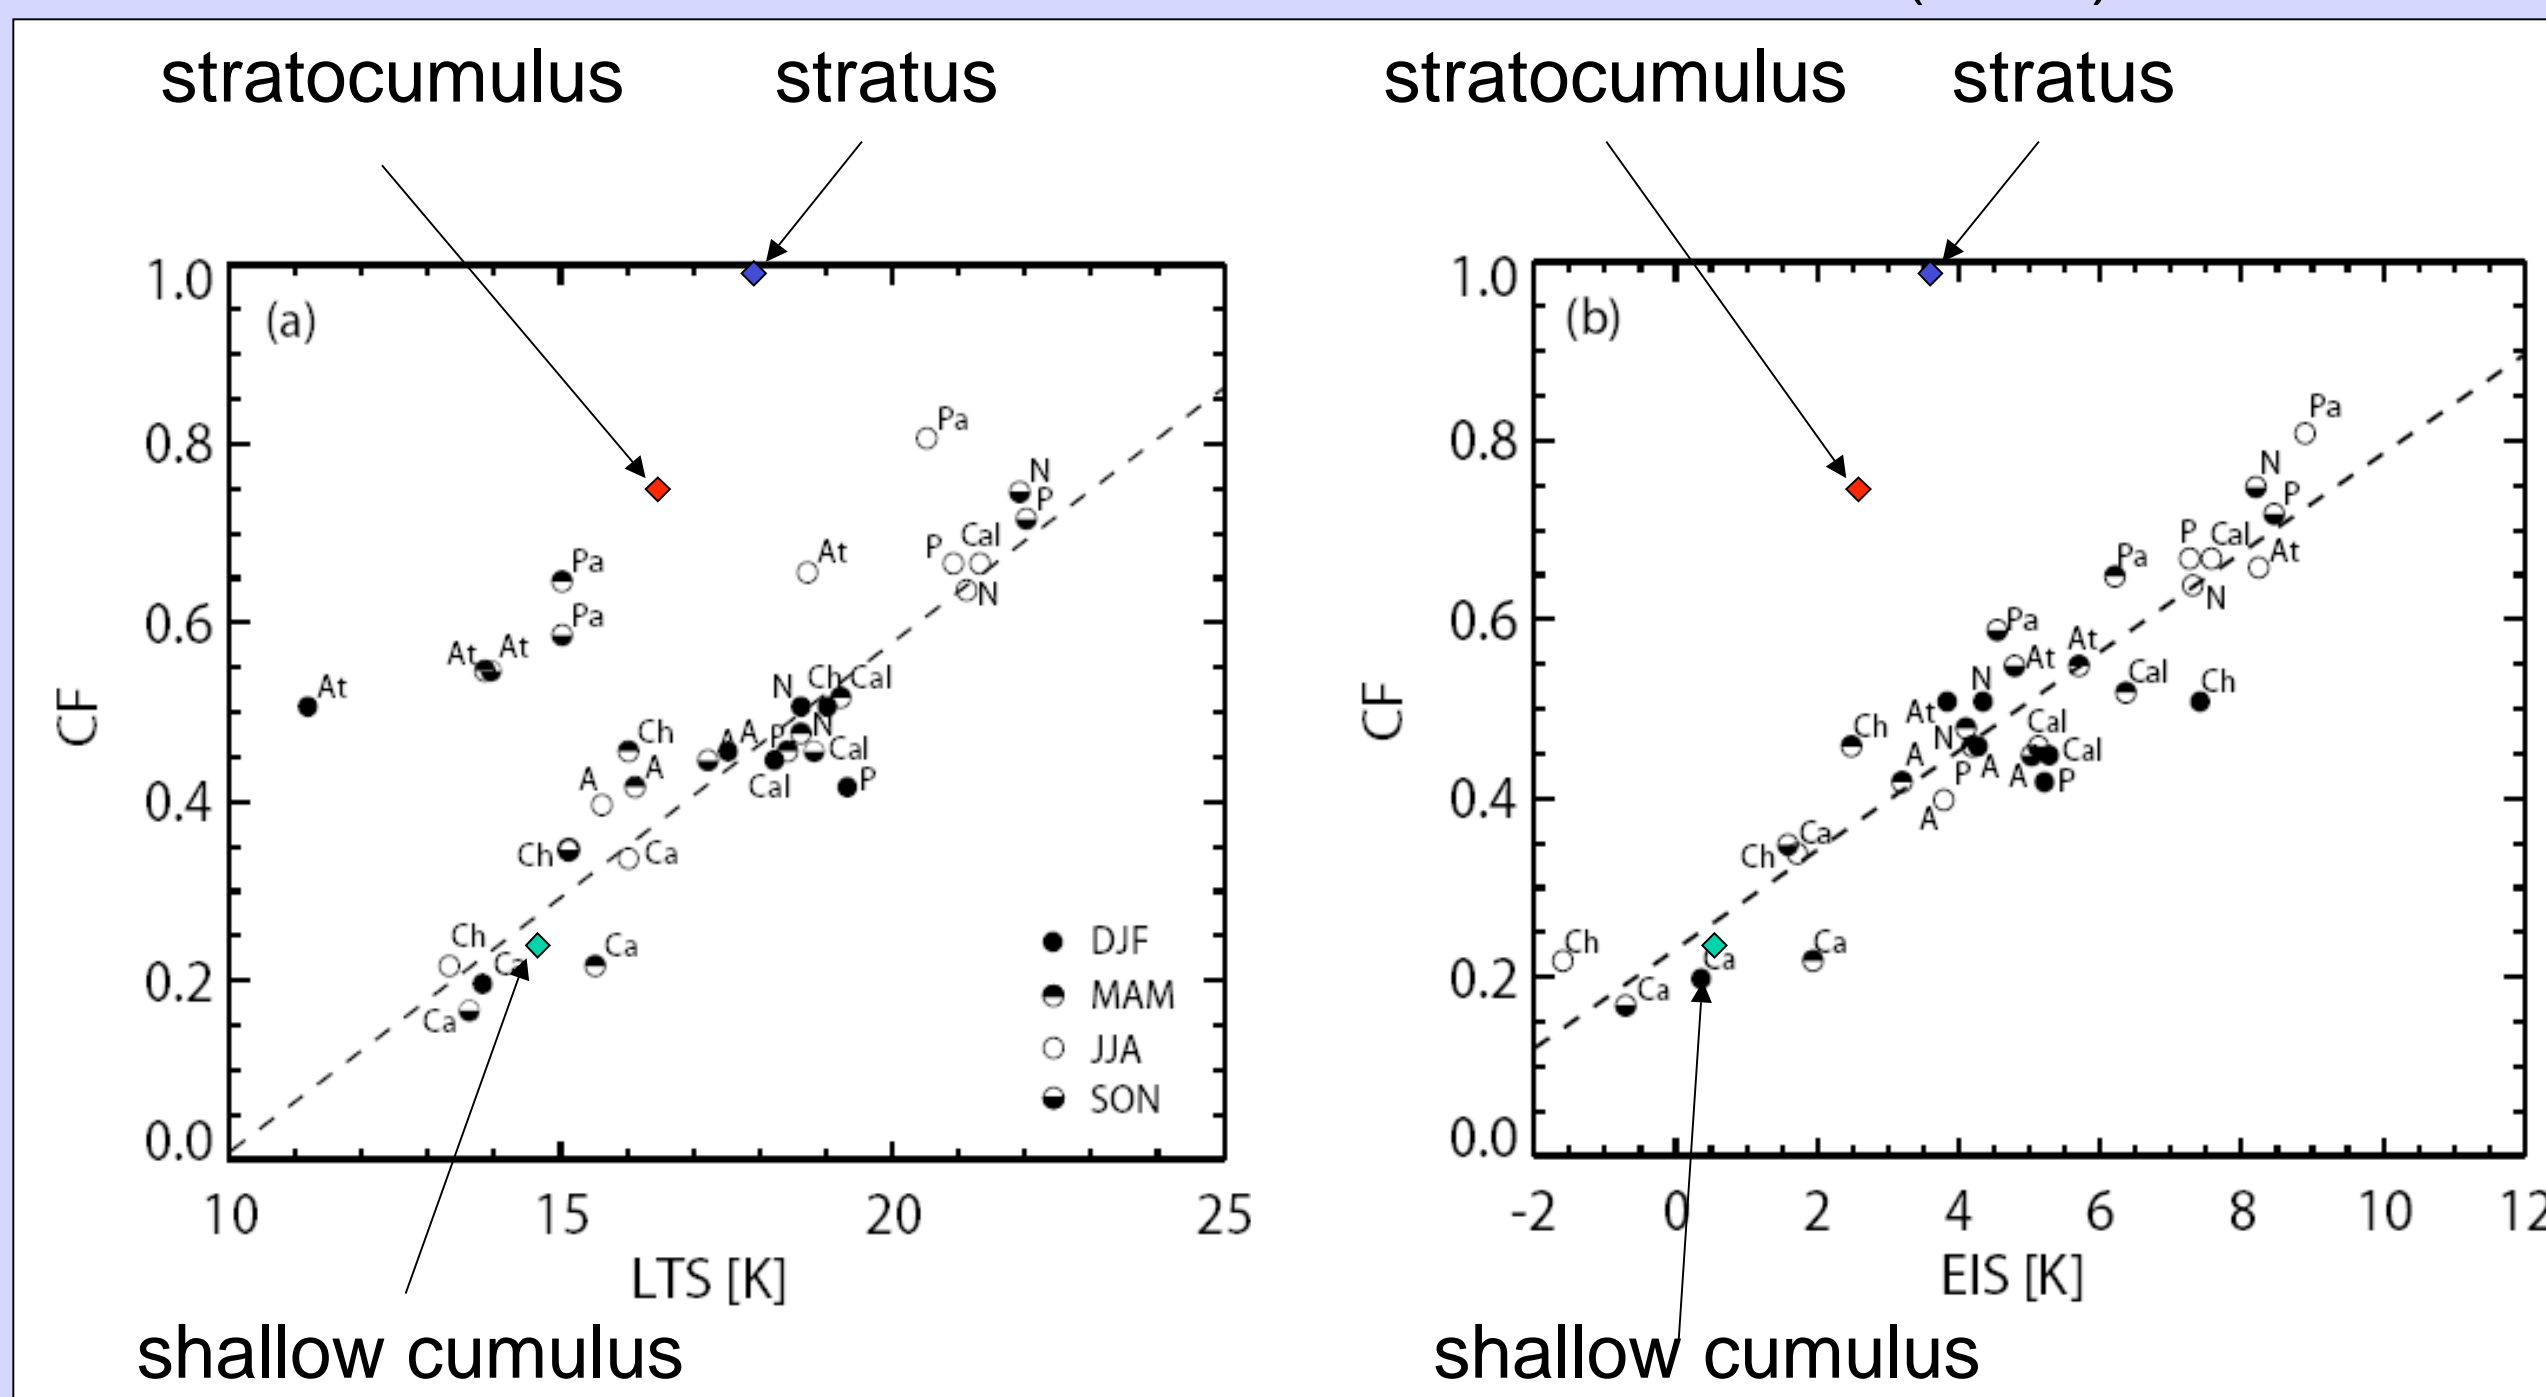 stratocumulus stratus
stratocumulus stratus
(a)
CF
1.0
0.8
0.6
0.4
0.2
0.0
10 15 20 25
LTS [K]
Pa
N
P
Cal
P
N
At
Pa
Pa
At
At
At
N
Ch
Cal
Ch
A
A
P
N
Cal
A
A
Cal
P
Ch
Ca
Ch
Ca
Ca
Ca
DJF
MAM
JJA
SON
shallow cumulus
(b)
CF
1.0
0.8
0.6
0.4
0.2
0.0
-2 0 2 4 6 8 10 12
EIS [K]
Pa
N
P
P
Cal
At
Pa
N
Pa
At
At
Cal
Ch
N
At
Ch
Cal
N
A
Cal
P
A
A
P
A
Ca
Ch
Ch
Ca
Ca
Ca
shallow cumulus